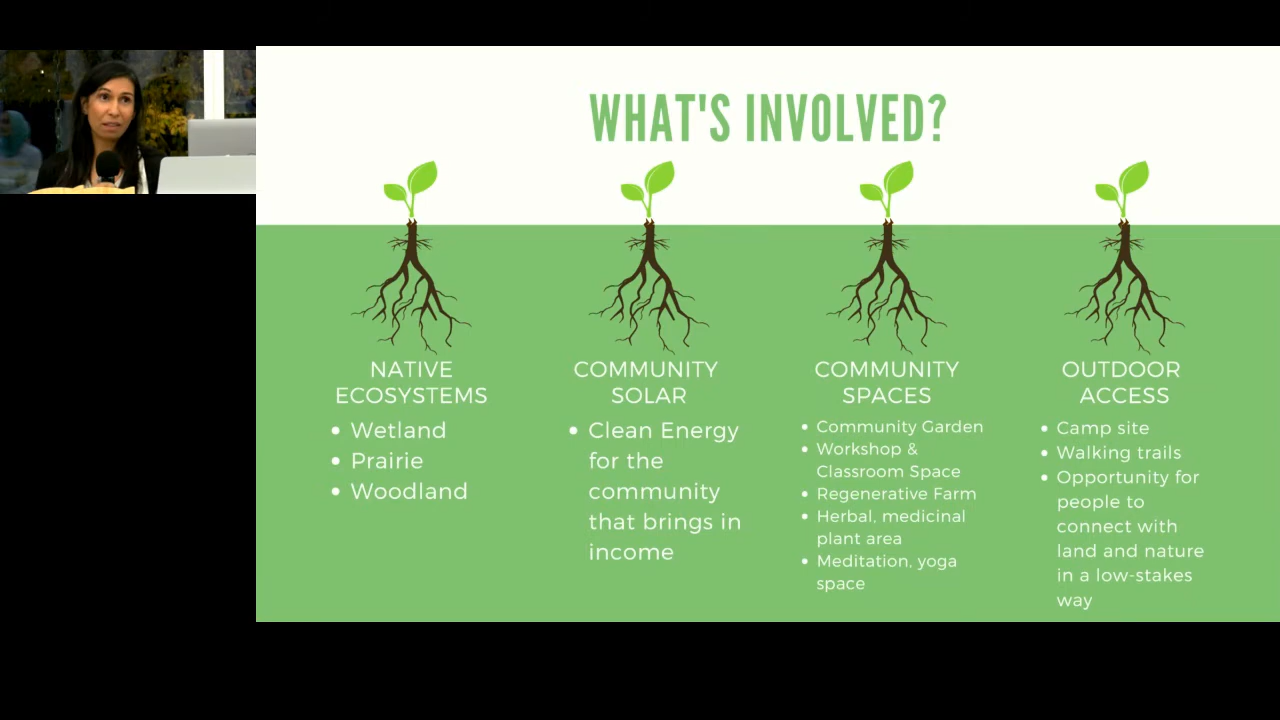 WHAT'S INVOLVED?
NATIVE
ECOSYSTEMS
• Wetland
• Prairie
• Woodland
COMMUNITY
SOLAR
• Clean Energy
for the
community
that brings in
income
COMMUNITY
SPACES
• Community Garden
• Workshop &
Classroom Space
• Regenerative Farm
• Herbal, medicinal
plant area
• Meditation, yoga
space
OUTDOOR
ACCESS
• Camp site
• Walking trails
• Opportunity for
people to
connect with
land and nature
in a low-stakes
way